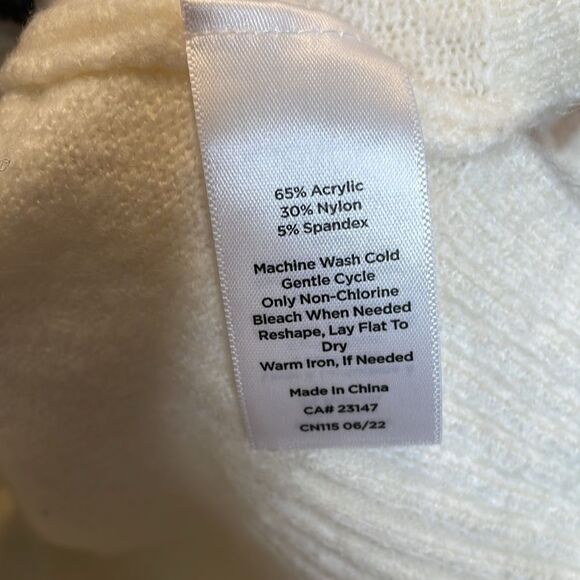 65% Acrylic
30% Nylon
5% Spandex
Machine Wash Cold
Gentle Cycle
Only Non-Chlorine
Bleach When Needed
Reshape, Lay Flat To
Dry
Warm Iron, If Needed
Made In China
CA# 23147
CN115 06/22